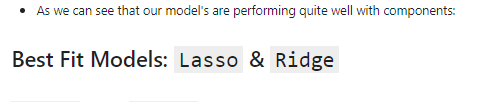 As we can see that our model's are performing quite well with components:
Best Fit Models: Lasso & Ridge